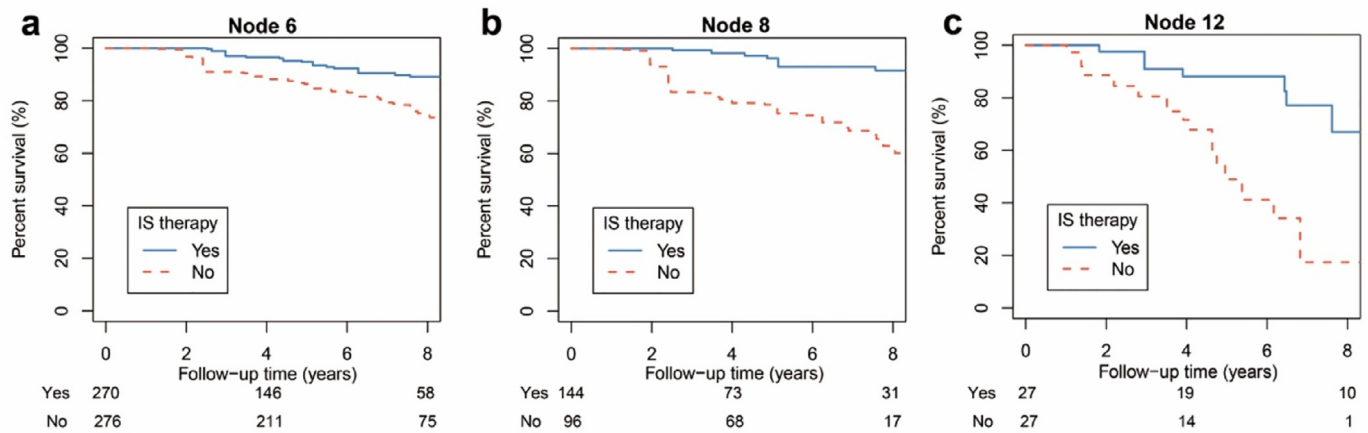 a
Node 6
Percent survival (%)
100
80
60
40
20
0
IS therapy
Yes
No
0 2 4 6 8
Follow-up time (years)
Yes 270 146 58
No 276 211 75
b
Node 8
Percent survival (%)
100
80
60
40
20
0
IS therapy
Yes
No
0 2 4 6 8
Follow-up time (years)
Yes 144 73 31
No 96 68 17
c
Node 12
Percent survival (%)
100
80
60
40
20
0
IS therapy
Yes
No
0 2 4 6 8
Follow-up time (years)
Yes 27 19 10
No 27 14 1